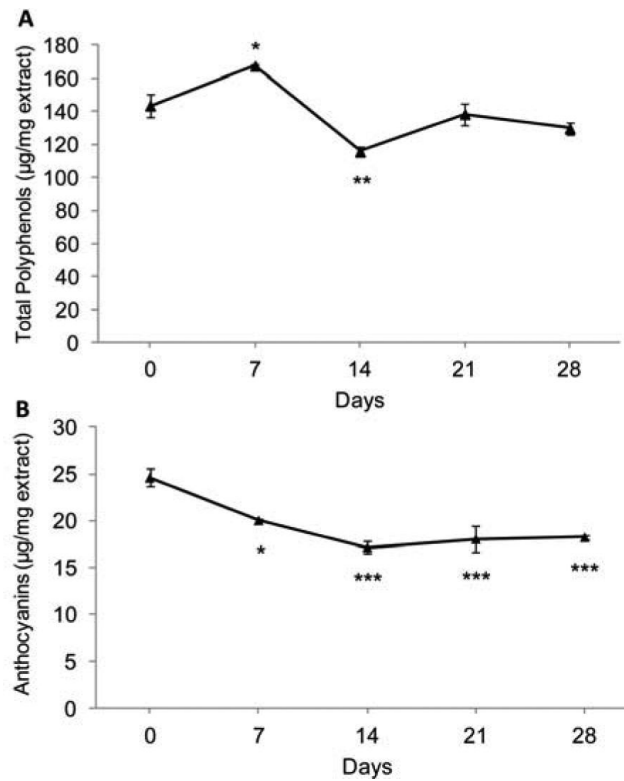 A
Total Polyphenols (µg/mg extract)
180
160
140
120
100
80
60
40
20
0
*
**
0 7 14 21 28
Days
B
Anthocyanins (µg/mg extract)
30
25
20
15
10
5
0
* *** *** ***
0 7 14 21 28
Days